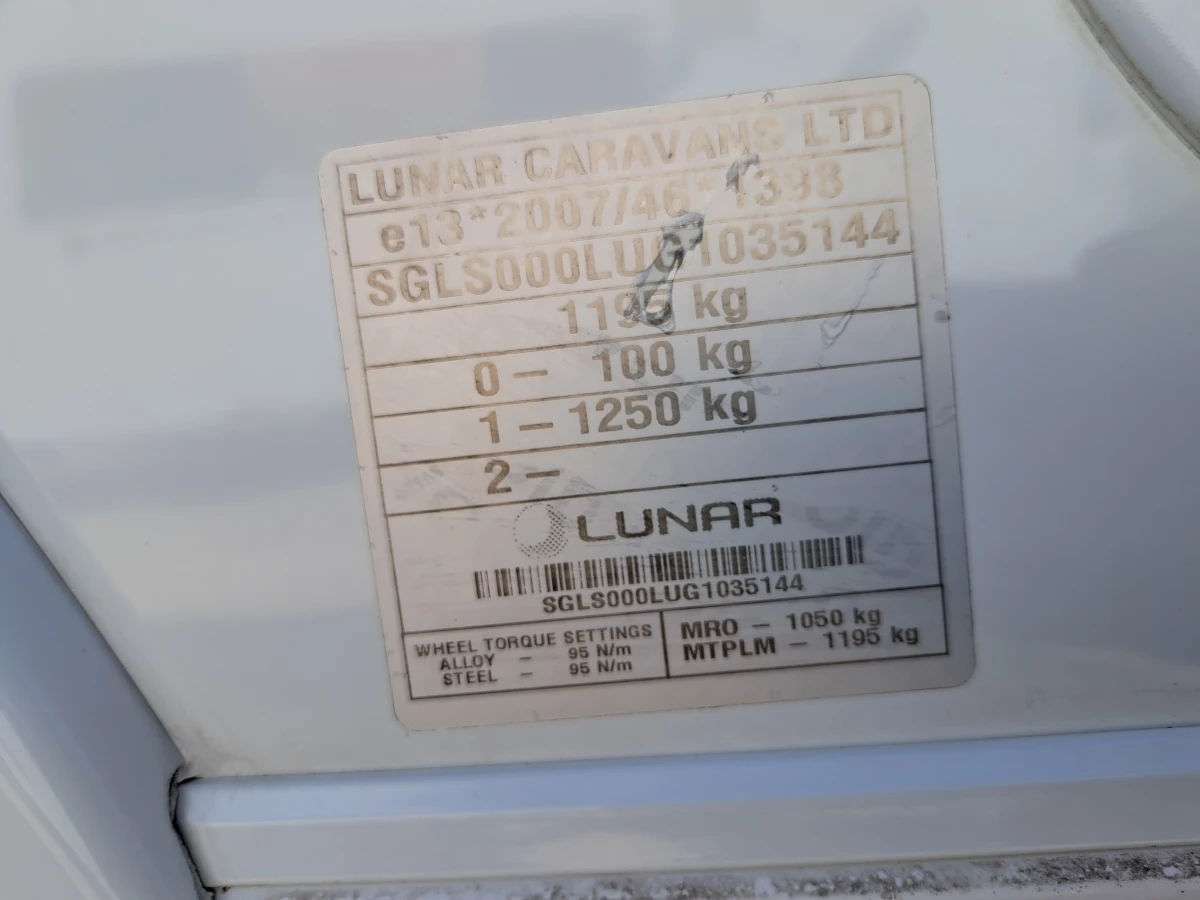 LUNAR CARAVANS LTD
e13*2007/46*1398
SGLS000LUG1035144
1195 kg
0 - 100 kg
1 - 1250 kg
2 -
LUNAR
SGLS000LUG1035144
WHEEL TORQUE SETTINGS
ALLOY - 95 N/m
STEEL - 95 N/m
MRO - 1050 kg
MTPLM - 1195 kg